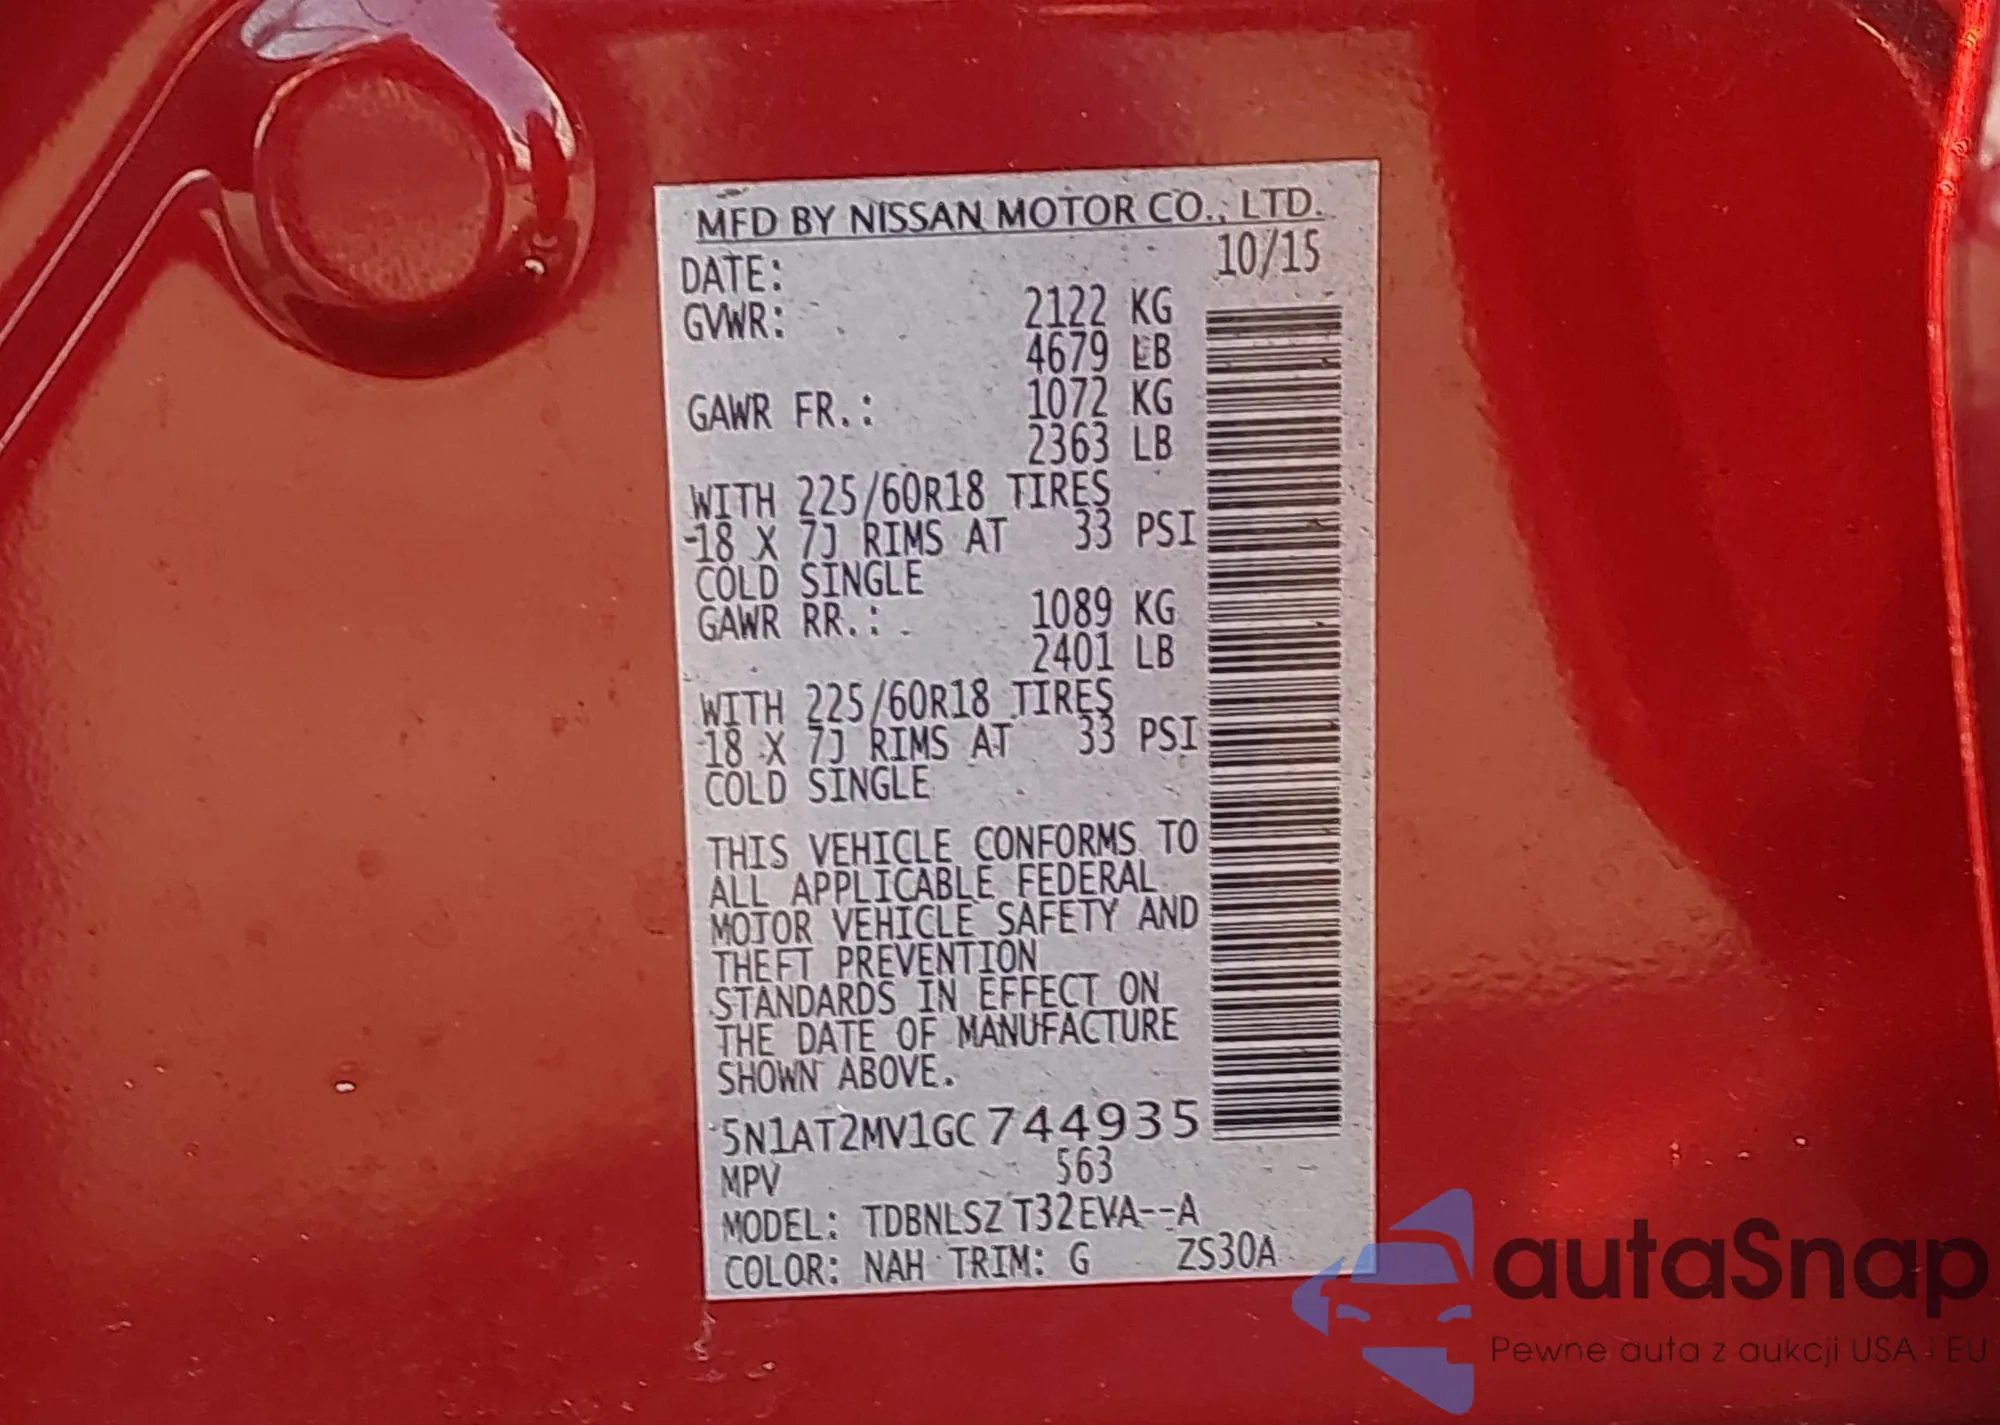 MFD BY NISSAN MOTOR CO., LTD.
DATE: 10/15
GVWR: 2122 KG
4679 LB
GAWR FR.: 1072 KG
2363 LB
WITH 225/60R18 TIRES
18 X 7J RIMS AT 33 PSI
COLD SINGLE
GAWR RR.: 1089 KG
2401 LB
WITH 225/60R18 TIRES
18 X 7J RIMS AT 33 PSI
COLD SINGLE
THIS VEHICLE CONFORMS TO
ALL APPLICABLE FEDERAL
MOTOR VEHICLE SAFETY AND
THEFT PREVENTION
STANDARDS IN EFFECT ON
THE DATE OF MANUFACTURE
SHOWN ABOVE.
5N1AT2MV1GC744935
MPV 563
MODEL: TDBNLSZ T32EVA--A
COLOR: NAH TRIM: G ZS30A
autaSnap
Pewne auta z aukcji USA i EU